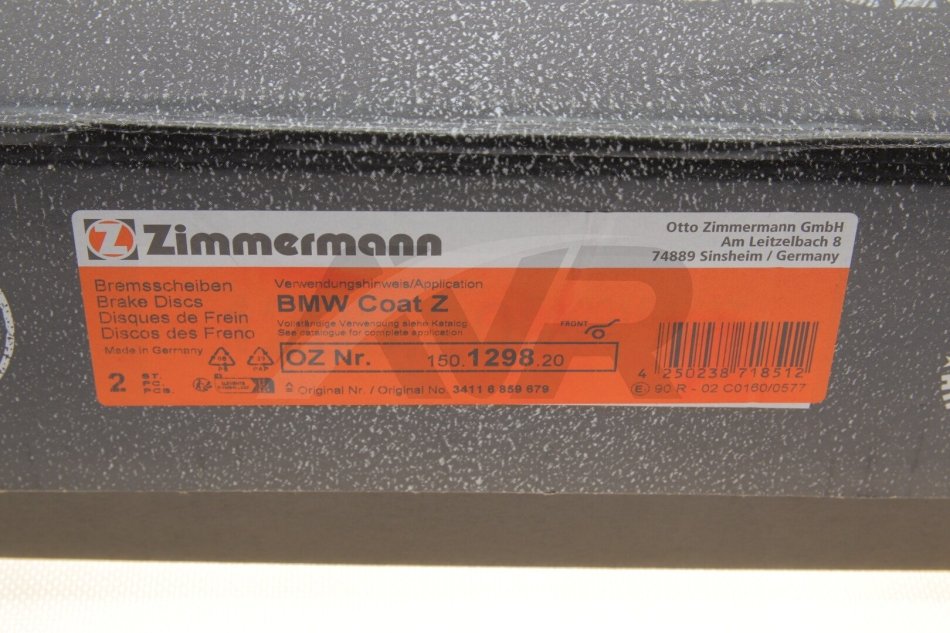 Zimmermann
Otto Zimmermann GmbH
Am Leitzelbach 8
74889 Sinsheim / Germany
Bremsscheiben
Brake Discs
Disques de Frein
Discos des Freno
Made in Germany
Verwendungshinweis/Application
BMW Coat Z
Vollständige Verwendung siehe Katalog
See catalogue for complete application
FRONT
OZ Nr. 150.1298.20
2 ST. PC. PCS.
Original Nr. / Original No. 3411 6 859 679
4 250238 718512
E 90 R - 02 C0160/0577